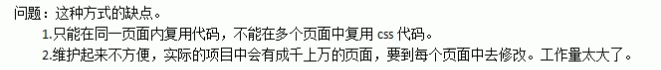 问题：这种方式的缺点。
1.只能在同一页面内复用代码，不能在多个页面中复用 css 代码。
2.维护起来不方便，实际的项目中会有成千上万的页面，要到每个页面中去修改。工作量太大了。